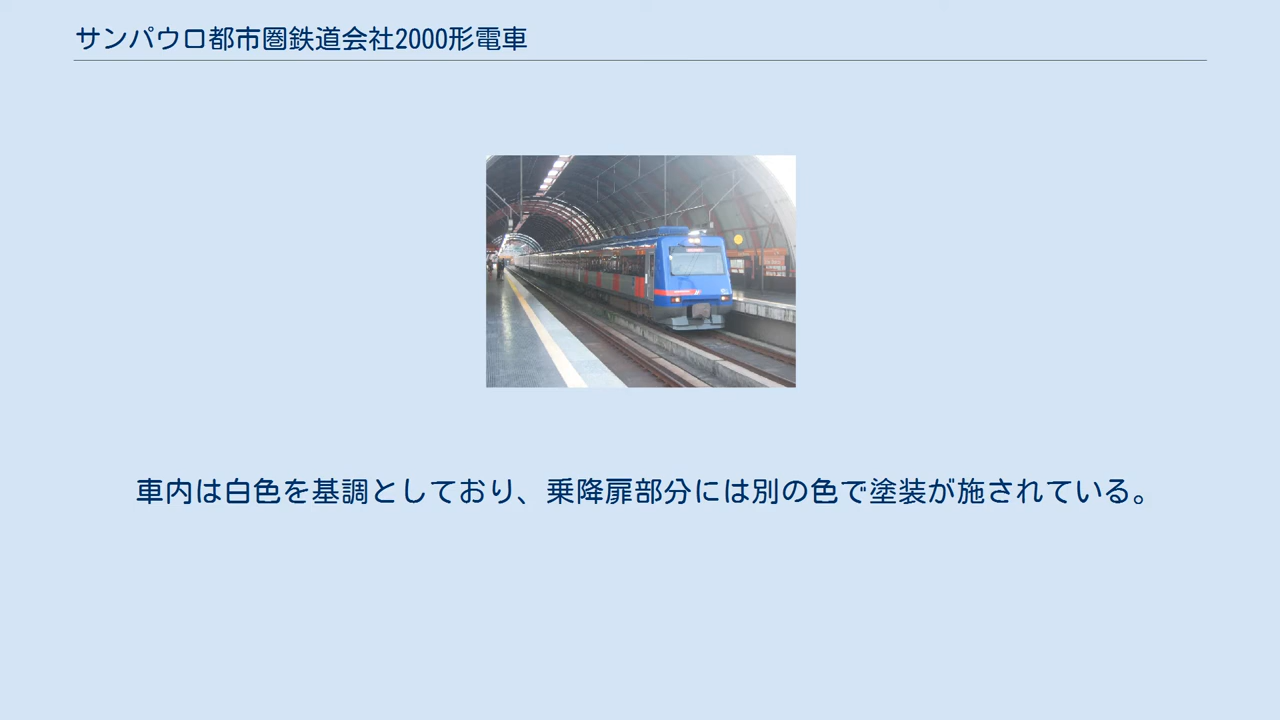 サンパウロ都市圏鉄道会社2000形電車
車内は白色を基調としており、乗降扉部分には別の色で塗装が施されている。